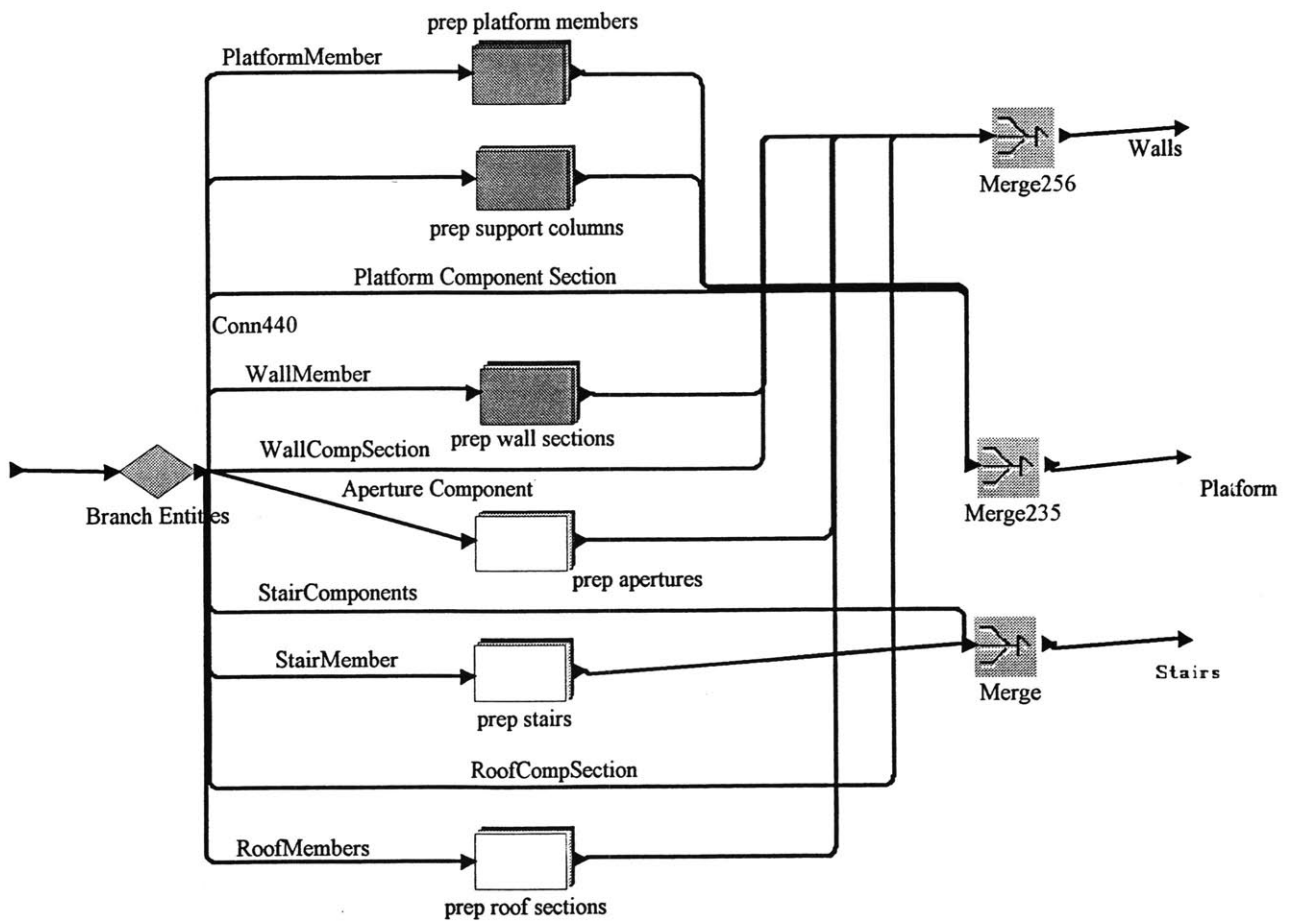 prep platform members
PlatformMember
Walls
Merge256
prep support columns
Platform Component Section
Conn440
WallMember
prep wall sections
WallCompSection
Aperture Component
Branch Entities
Merge235
Platform
prep apertures
StairComponents
StairMember
Merge
Stairs
prep stairs
RoofCompSection
RoofMembers
prep roof sections